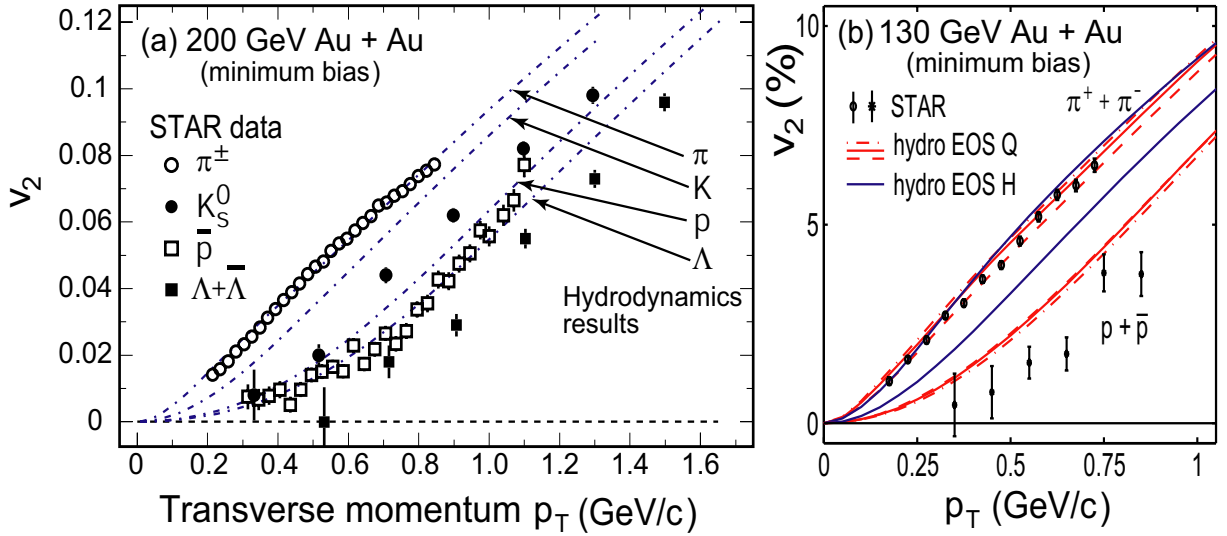 (a) 200 GeV Au + Au
(minimum bias)
STAR data
π±
K⁰S
p̅
Λ+Λ̅
π
K
p
Λ
Hydrodynamics
results
v₂
0.12
0.1
0.08
0.06
0.04
0.02
0
0 0.2 0.4 0.6 0.8 1.0 1.2 1.4 1.6
Transverse momentum pT (GeV/c)
(b) 130 GeV Au + Au
(minimum bias)
STAR
hydro EOS Q
hydro EOS H
π⁺ + π⁻
p + p̅
v₂ (%)
10
5
0
0 0.25 0.5 0.75 1
pT (GeV/c)